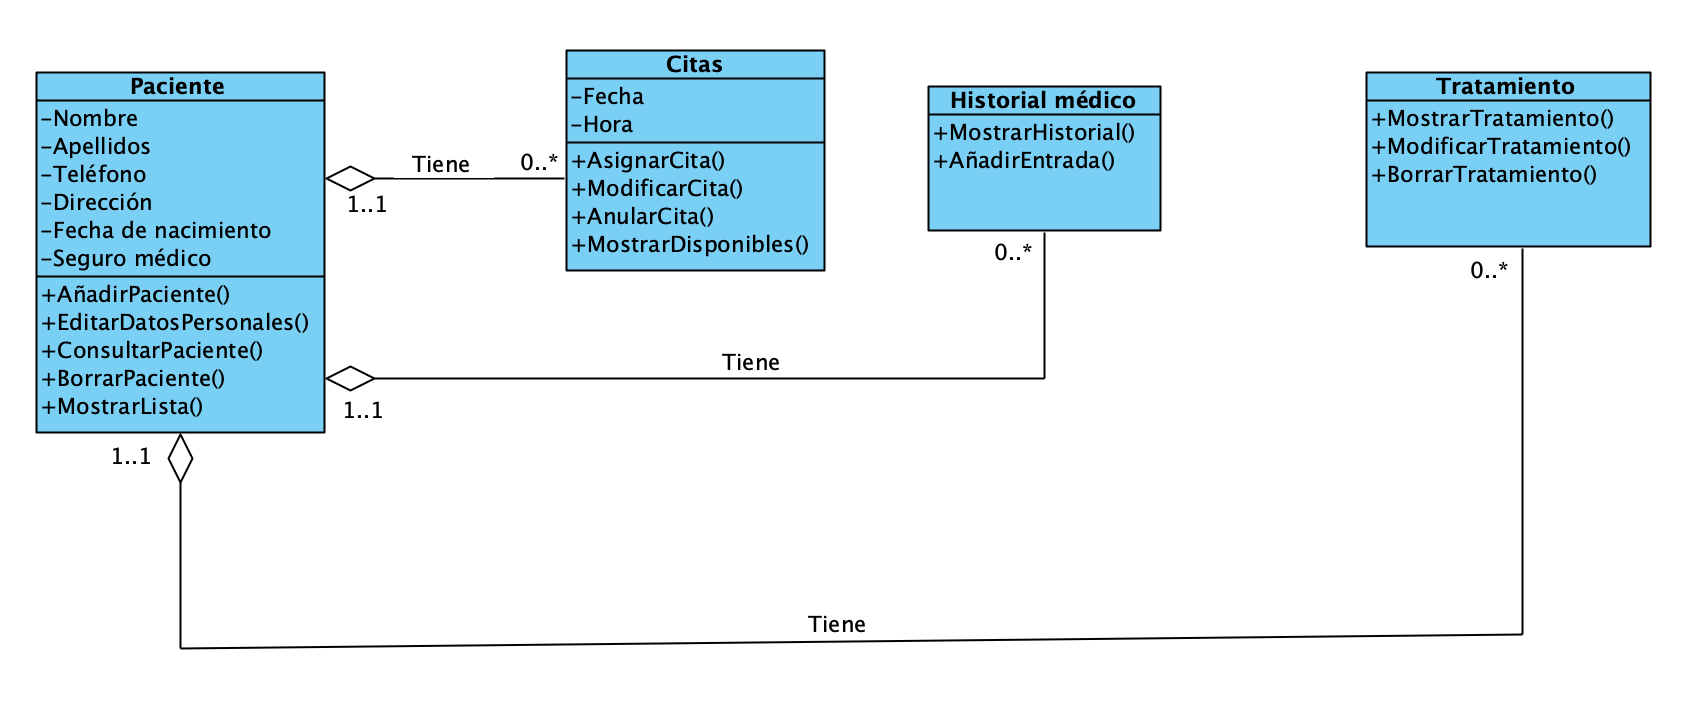 Paciente
-Nombre
-Apellidos
-Teléfono
-Dirección
-Fecha de nacimiento
-Seguro médico
+AñadirPaciente()
+EditarDatosPersonales()
+ConsultarPaciente()
+BorrarPaciente()
+MostrarLista()
Tiene
0..*
1..1
Citas
-Fecha
-Hora
+AsignarCita()
+ModificarCita()
+AnularCita()
+MostrarDisponibles()
Historial médico
+MostrarHistorial()
+AñadirEntrada()
0..*
Tiene
1..1
Tratamiento
+MostrarTratamiento()
+ModificarTratamiento()
+BorrarTratamiento()
0..*
1..1
Tiene